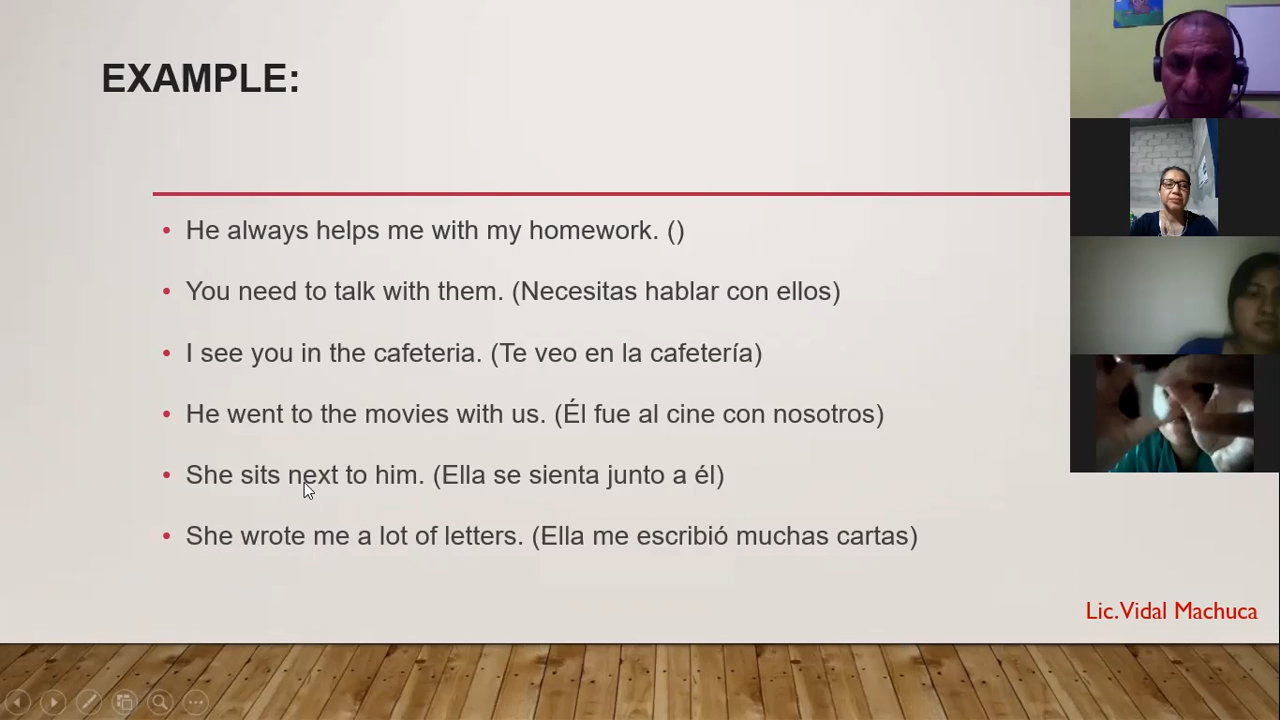 EXAMPLE:
• He always helps me with my homework. ()
• You need to talk with them. (Necesitas hablar con ellos)
• I see you in the cafeteria. (Te veo en la cafetería)
• He went to the movies with us. (Él fue al cine con nosotros)
• She sits next to him. (Ella se sienta junto a él)
• She wrote me a lot of letters. (Ella me escribió muchas cartas)
Lic.Vidal Machuca